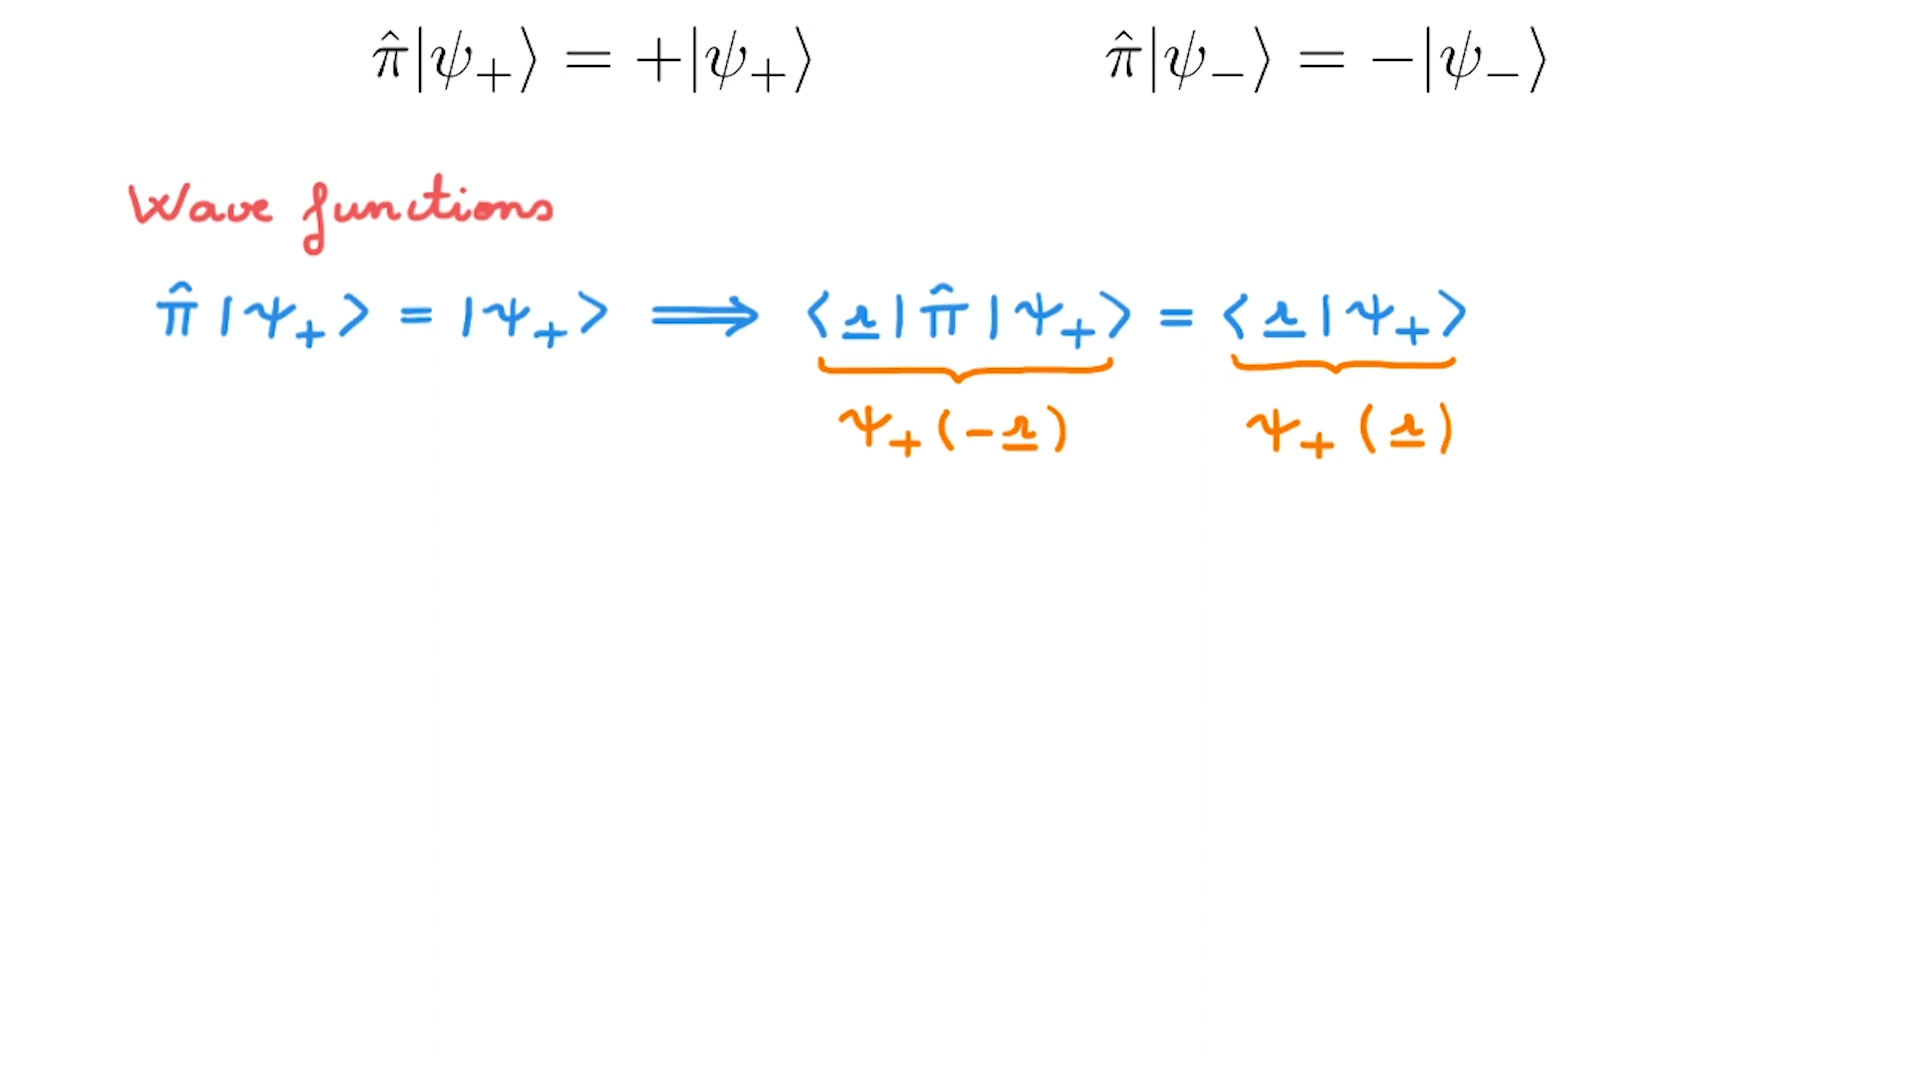 π̂|ψ₊⟩ = +|ψ₊⟩ π̂|ψ₋⟩ = −|ψ₋⟩
Wave functions
π̂|ψ₊⟩ = |ψ₊⟩ ⟹ ⟨r̲|π̂|ψ₊⟩ = ⟨r̲|ψ₊⟩
ψ₊(−r̲) ψ₊(r̲)